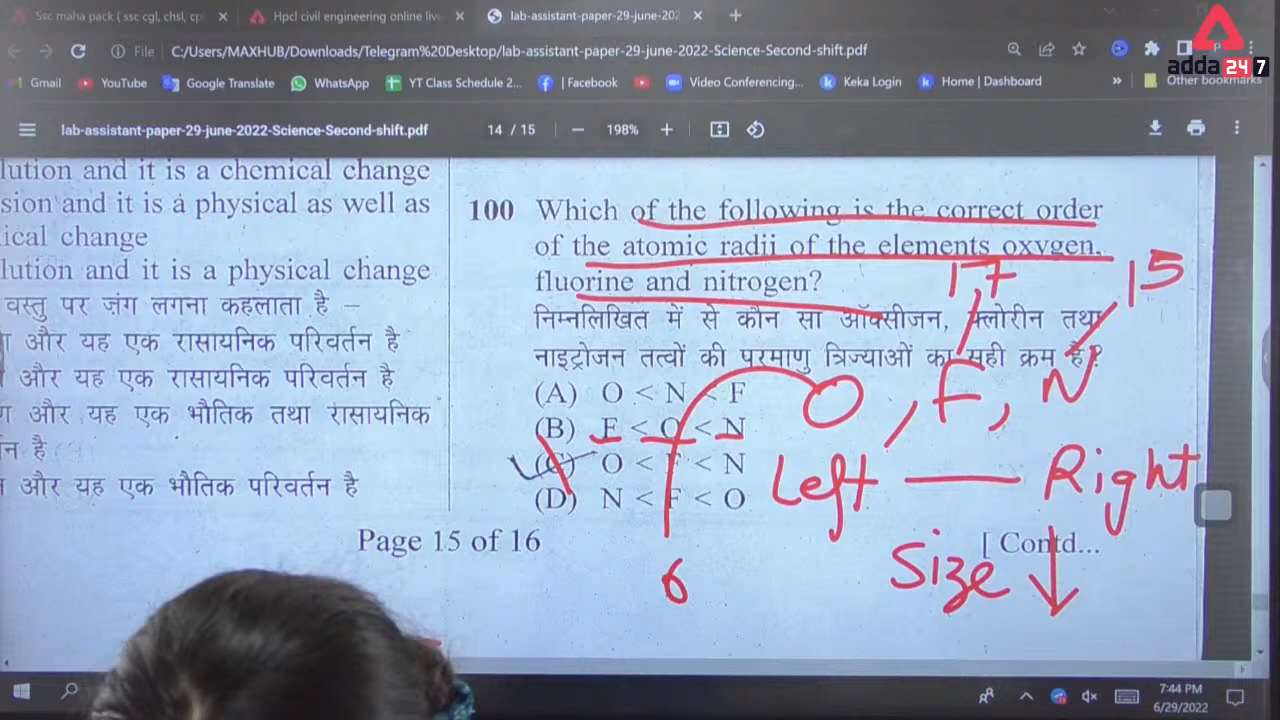 Ssc maha pack ( ssc cgl, chsl, cp
Hpcl civil engineering online live
lab-assistant-paper-29-june-202
File C:/Users/MAXHUB/Downloads/Telegram%20Desktop/lab-assistant-paper-29-june-2022-Science-Second-shift.pdf
adda 247
Gmail YouTube Google Translate WhatsApp YT Class Schedule 2... | Facebook Video Conferencing... Keka Login Home | Dashboard » Other bookmarks
lab-assistant-paper-29-june-2022-Science-Second-shift.pdf 14 / 15 198%
lution and it is a chemical change
sion and it is a physical as well as
ical change
lution and it is a physical change
वस्तु पर ज़ंग लगना कहलाता है –
और यह एक रासायनिक परिवर्तन है
और यह एक रासायनिक परिवर्तन है
और यह एक भौतिक तथा रासायनिक
र्तन है
और यह एक भौतिक परिवर्तन है
100 Which of the following is the correct order
of the atomic radii of the elements oxygen,
fluorine and nitrogen?
निम्नलिखित में से कौन सा ऑक्सीजन, फ्लोरीन तथा
नाइट्रोजन तत्वों की परमाणु त्रिज्याओं का सही क्रम है ?
(A) O < N < F
(B) F < O < N
(C) O < F < N
(D) N < F < O
17 15
O, F, N
Left — Right
Size ↓
6
Page 15 of 16
[ Contd...
7:44 PM
6/29/2022